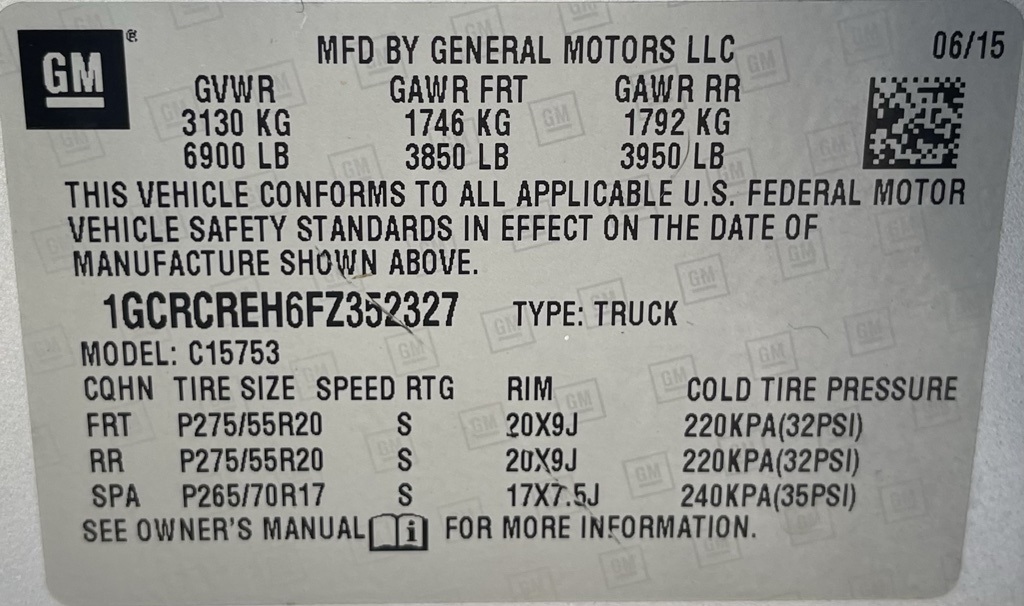 GM ®
MFD BY GENERAL MOTORS LLC 06/15
GVWR GAWR FRT GAWR RR
3130 KG 1746 KG 1792 KG
6900 LB 3850 LB 3950 LB
THIS VEHICLE CONFORMS TO ALL APPLICABLE U.S. FEDERAL MOTOR
VEHICLE SAFETY STANDARDS IN EFFECT ON THE DATE OF
MANUFACTURE SHOWN ABOVE.
1GCRCREH6FZ352327 TYPE: TRUCK
MODEL: C15753
CQHN TIRE SIZE SPEED RTG RIM COLD TIRE PRESSURE
FRT P275/55R20 S 20X9J 220KPA(32PSI)
RR P275/55R20 S 20X9J 220KPA(32PSI)
SPA P265/70R17 S 17X7.5J 240KPA(35PSI)
SEE OWNER'S MANUAL i FOR MORE INFORMATION.